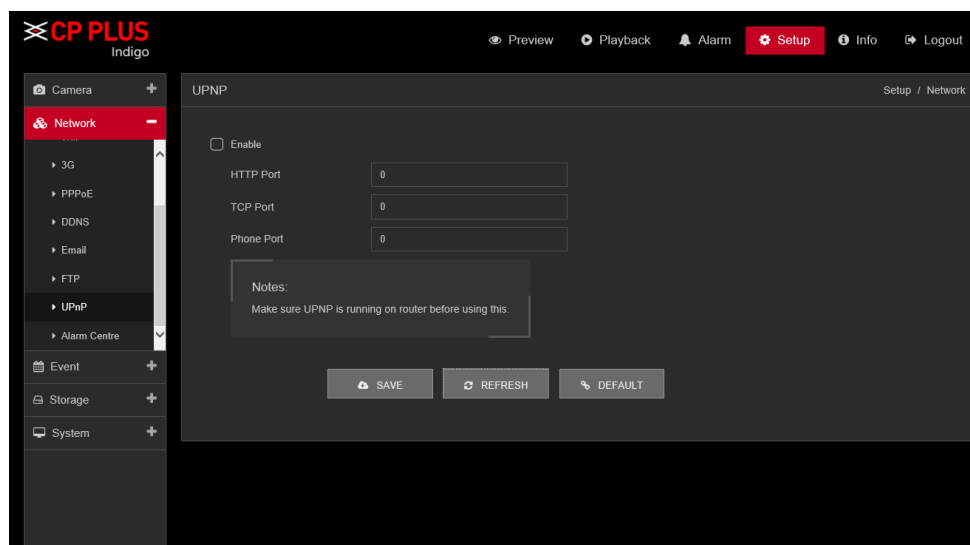 CP PLUS
Indigo
Preview
Playback
Alarm
Setup
Info
Logout
Camera
Network
3G
PPPoE
DDNS
Email
FTP
UPnP
Alarm Centre
Event
Storage
System
UPNP
Setup / Network
Enable
HTTP Port 0
TCP Port 0
Phone Port 0
Notes:
Make sure UPNP is running on router before using this.
SAVE
REFRESH
DEFAULT